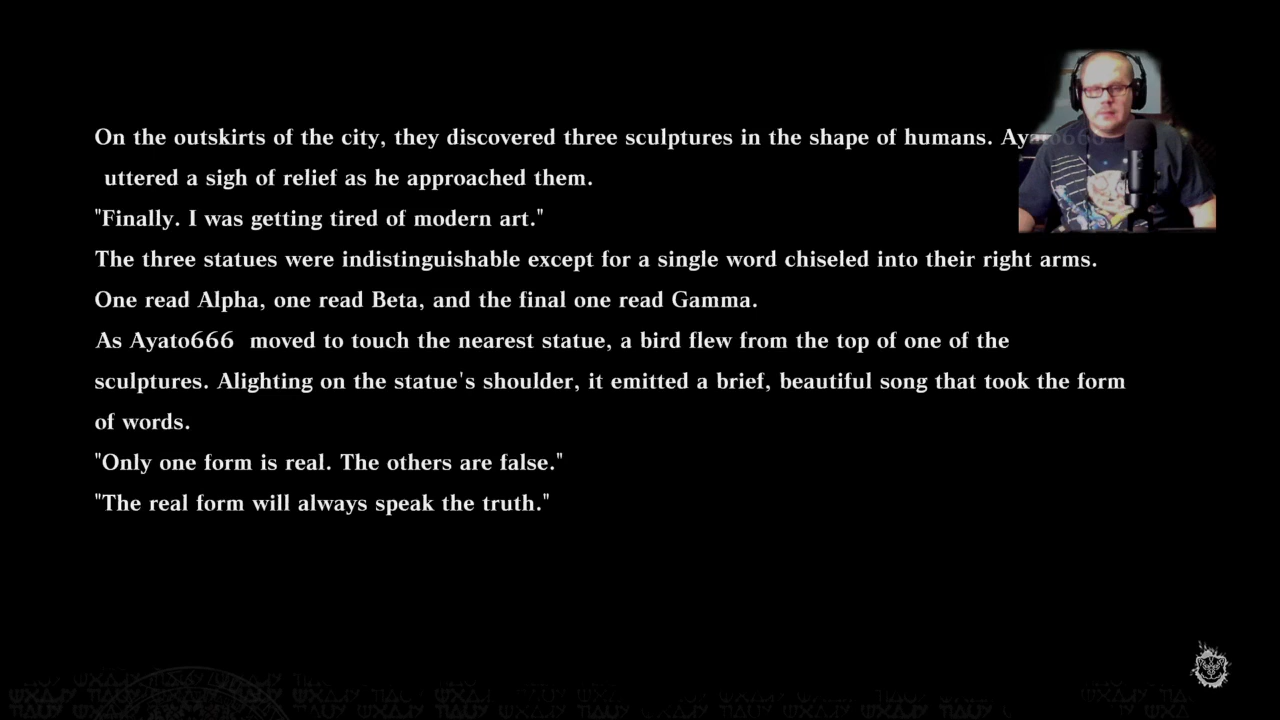 On the outskirts of the city, they discovered three sculptures in the shape of humans. Ayato666
uttered a sigh of relief as he approached them.
"Finally. I was getting tired of modern art."
The three statues were indistinguishable except for a single word chiseled into their right arms.
One read Alpha, one read Beta, and the final one read Gamma.
As Ayato666 moved to touch the nearest statue, a bird flew from the top of one of the
sculptures. Alighting on the statue's shoulder, it emitted a brief, beautiful song that took the form
of words.
"Only one form is real. The others are false."
"The real form will always speak the truth."